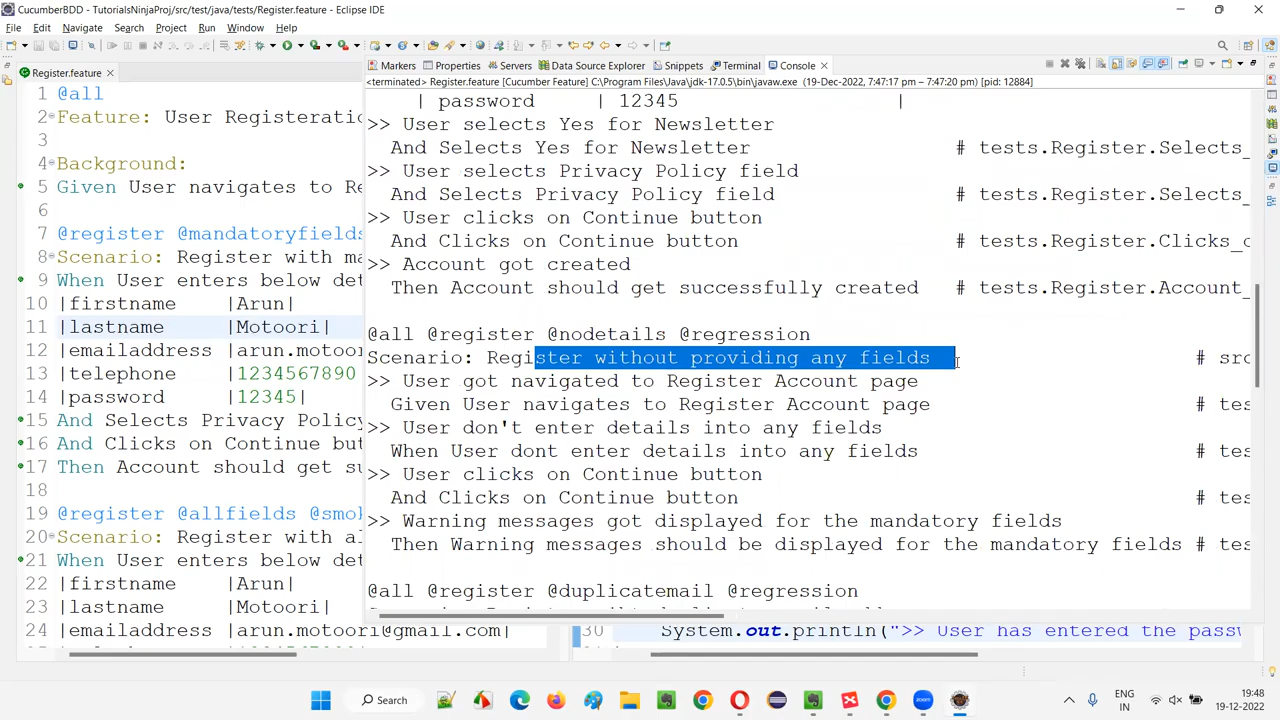 CucumberBDD - TutorialsNinjaProj/src/test/java/tests/Register.feature - Eclipse IDE
File Edit Navigate Search Project Run Window Help
Register.feature
Markers Properties Servers Data Source Explorer Snippets Terminal Console
<terminated> Register.feature [Cucumber Feature] C:\Program Files\Java\jdk-17.0.5\bin\javaw.exe (19-Dec-2022, 7:47:17 pm – 7:47:20 pm) [pid: 12884]
1 @all
2 Feature: User Registeratio
3
4 Background:
5 Given User navigates to Re
6
7 @register @mandatoryfields
8 Scenario: Register with ma
9 When User enters below det
10 |firstname |Arun|
11 |lastname |Motoori|
12 |emailaddress |arun.motoor
13 |telephone |1234567890
14 |password |12345|
15 And Selects Privacy Policy
16 And Clicks on Continue but
17 Then Account should get su
18
19 @register @allfields @smok
20 Scenario: Register with al
21 When User enters below det
22 |firstname |Arun|
23 |lastname |Motoori|
24 |emailaddress |arun.motoori@gmail.com|
| password | 12345 |
>> User selects Yes for Newsletter
And Selects Yes for Newsletter # tests.Register.Selects_
>> User selects Privacy Policy field
And Selects Privacy Policy field # tests.Register.Selects_
>> User clicks on Continue button
And Clicks on Continue button # tests.Register.Clicks_o
>> Account got created
Then Account should get successfully created # tests.Register.Account_
@all @register @nodetails @regression
Scenario: Register without providing any fields # src
>> User got navigated to Register Account page
Given User navigates to Register Account page # tes
>> User don't enter details into any fields
When User dont enter details into any fields # tes
>> User clicks on Continue button
And Clicks on Continue button # tes
>> Warning messages got displayed for the mandatory fields
Then Warning messages should be displayed for the mandatory fields # tes
@all @register @duplicatemail @regression
30 System.out.println(">> User has entered the passw
Search
ENG
IN
19:48
19-12-2022